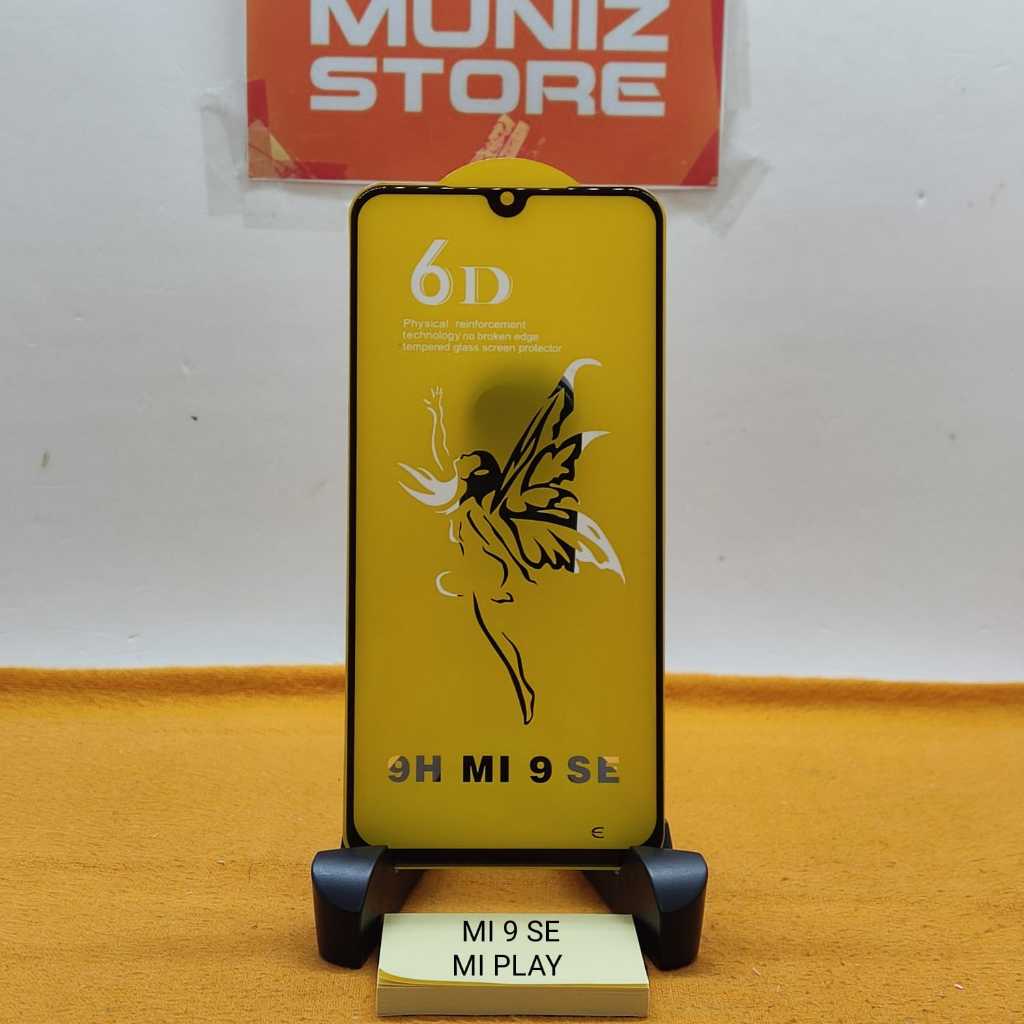 MUNIZ
STORE
6D
Physical reinforcement
technology no broken edge
tempered glass screen protector
9H MI 9 SE
E
MI 9 SE
MI PLAY